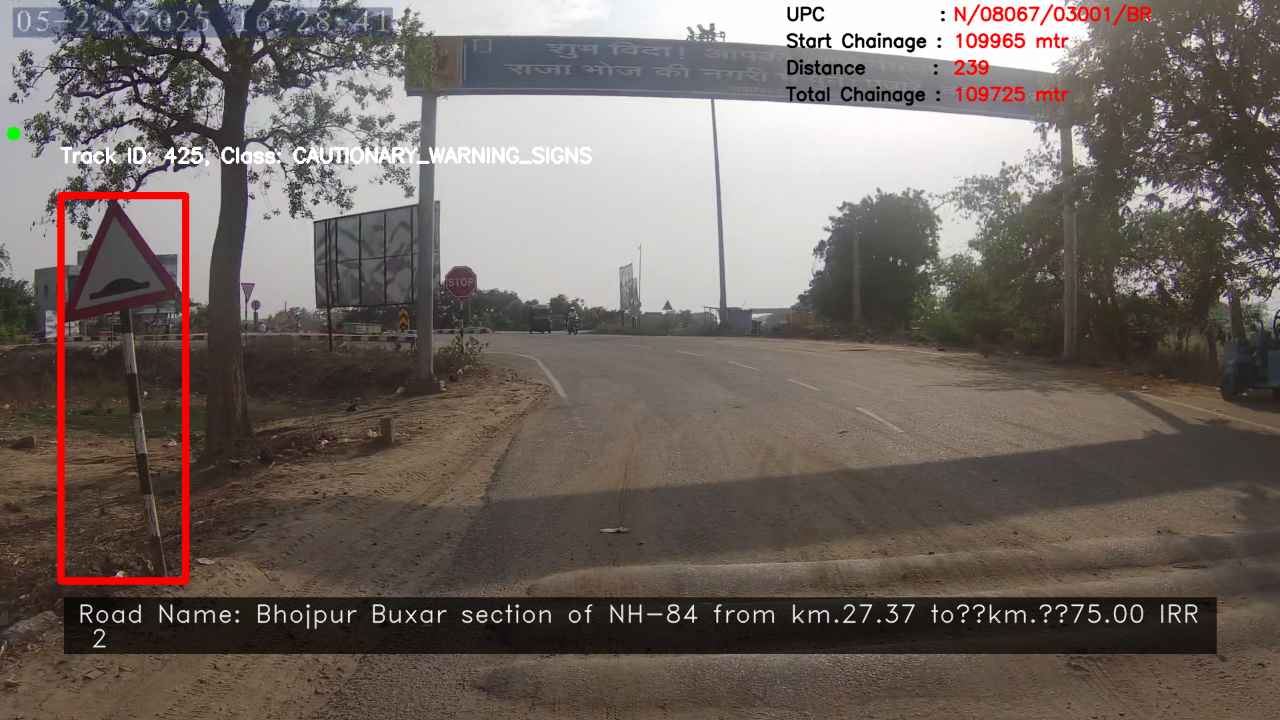 05-22-2025 16:28:41
UPC : N/08067/03001/BR
Start Chainage : 109965 mtr
Distance : 239
Total Chainage : 109725 mtr
शुभ विदा! आपका
राजा भोज की नगरी
Track ID: 425, Class: CAUTIONARY_WARNING_SIGNS
STOP
Road Name: Bhojpur Buxar section of NH-84 from km.27.37 to??km.??75.00 IRR
2